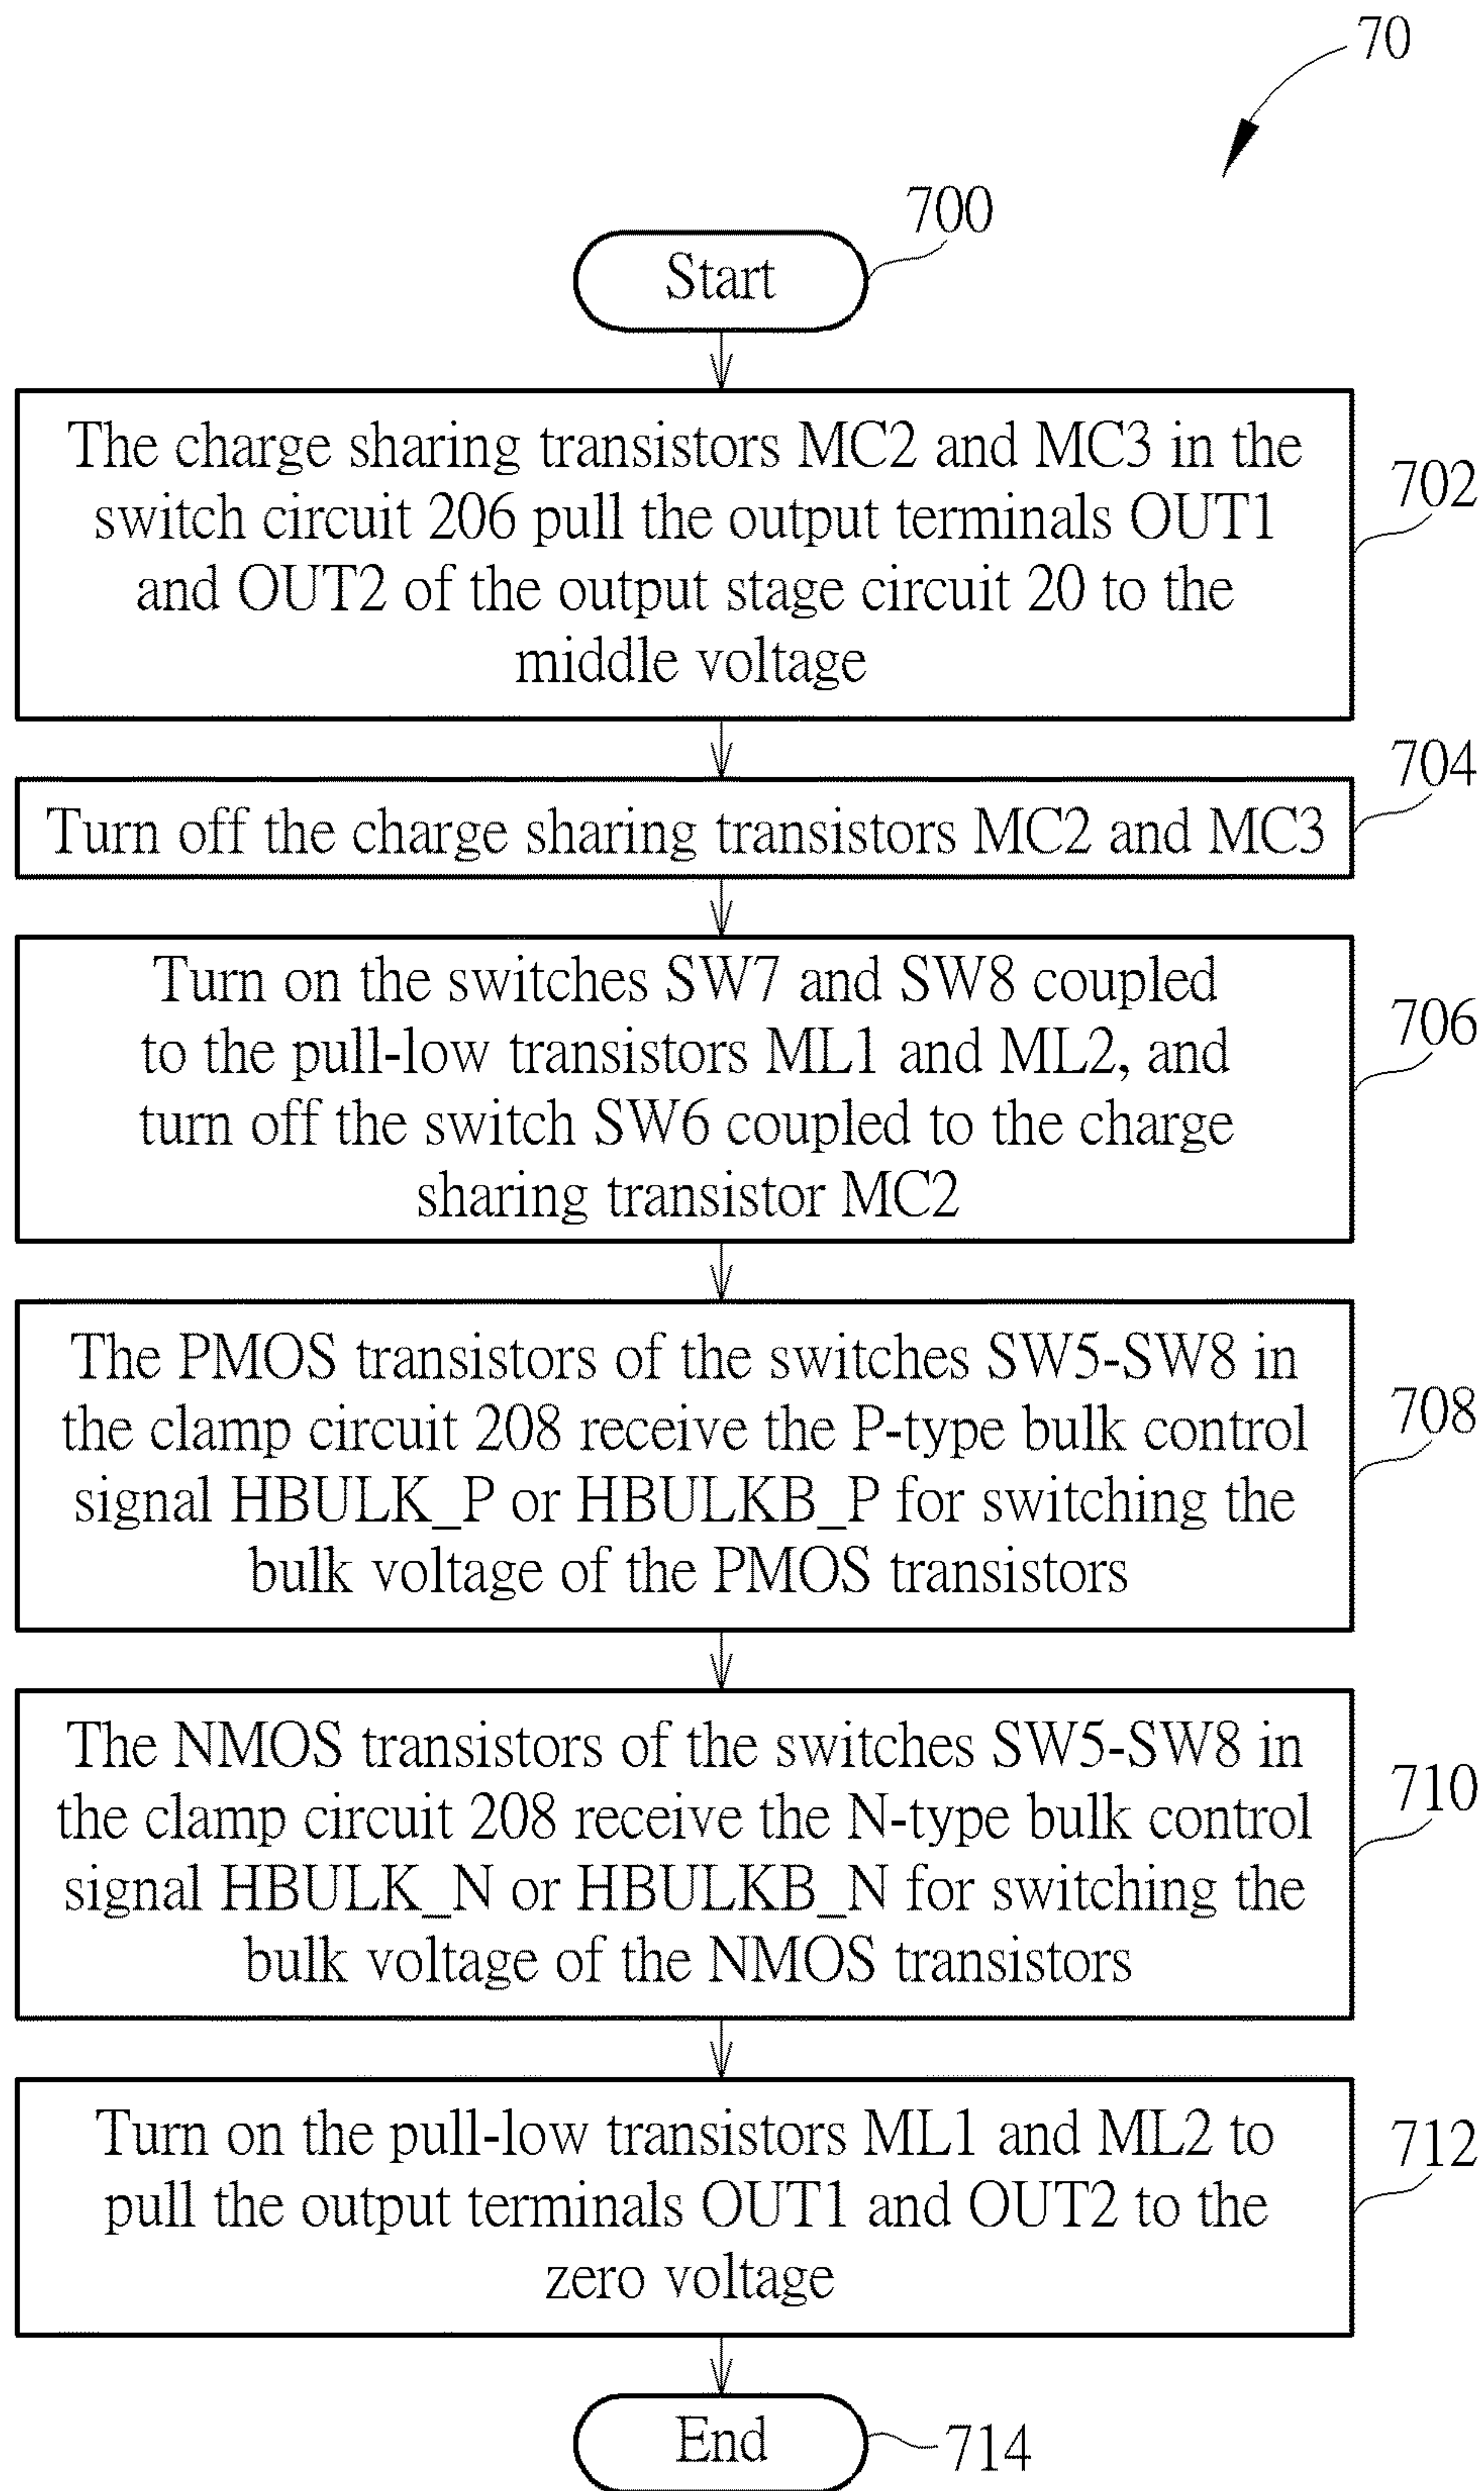 70
700
Start
The charge sharing transistors MC2 and MC3 in the
switch circuit 206 pull the output terminals OUT1
and OUT2 of the output stage circuit 20 to the
middle voltage
702
704
Turn off the charge sharing transistors MC2 and MC3
Turn on the switches SW7 and SW8 coupled
to the pull-low transistors ML1 and ML2, and
turn off the switch SW6 coupled to the charge
sharing transistor MC2
706
The PMOS transistors of the switches SW5-SW8 in
the clamp circuit 208 receive the P-type bulk control
signal HBULK_P or HBULKB_P for switching the
bulk voltage of the PMOS transistors
708
The NMOS transistors of the switches SW5-SW8 in
the clamp circuit 208 receive the N-type bulk control
signal HBULK_N or HBULKB_N for switching the
bulk voltage of the NMOS transistors
710
Turn on the pull-low transistors ML1 and ML2 to
pull the output terminals OUT1 and OUT2 to the
zero voltage
712
End
714